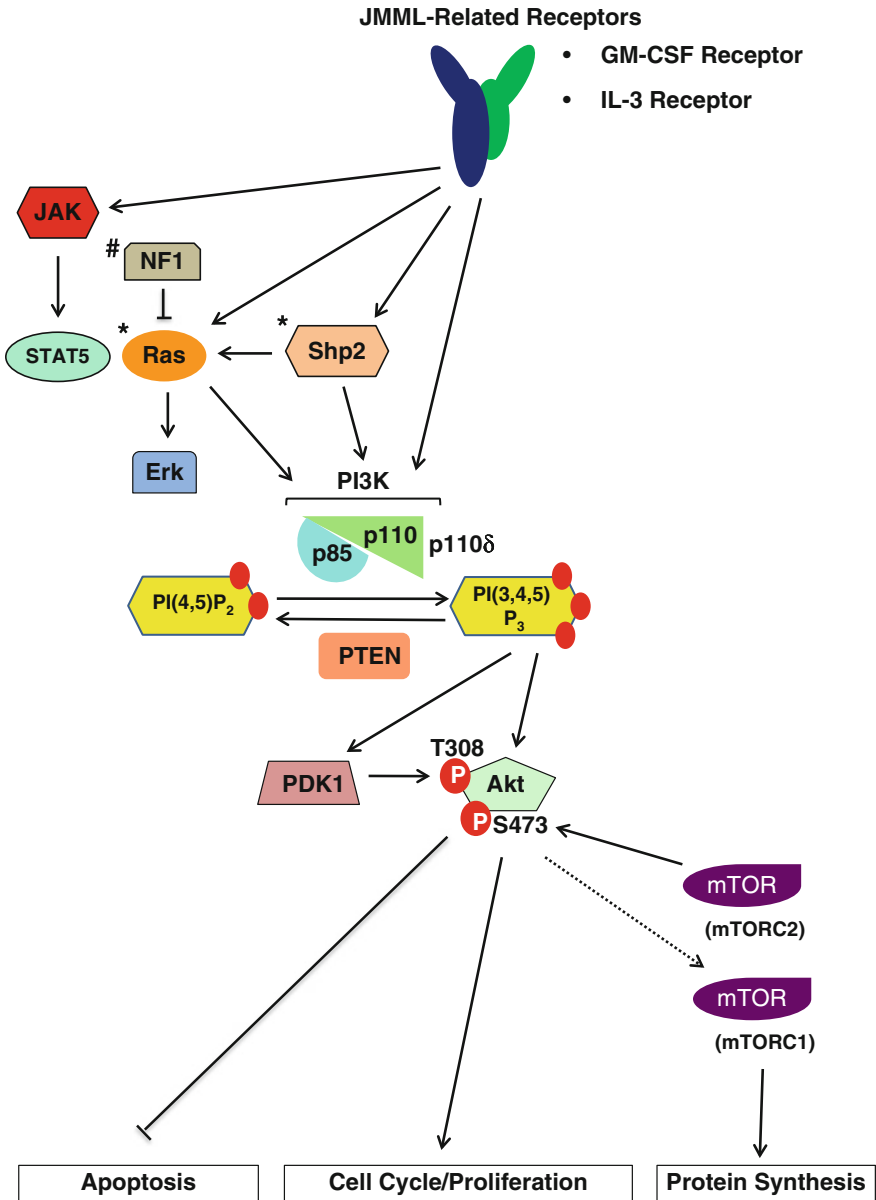 JMML-Related Receptors
• GM-CSF Receptor
• IL-3 Receptor
JAK
# NF1
* Ras
STAT5
* Shp2
Erk
PI3K
p85
p110
p110δ
PI(4,5)P2
PI(3,4,5)
P3
PTEN
T308
PDK1
P
Akt
P S473
mTOR
(mTORC2)
mTOR
(mTORC1)
Apoptosis
Cell Cycle/Proliferation
Protein Synthesis